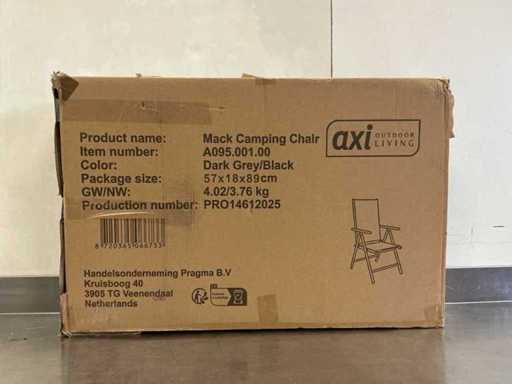 Product name: Mack Camping Chair
Item number: A095.001.00
Color: Dark Grey/Black
Package size: 57x18x89cm
GW/NW: 4.02/3.76 kg
Production number: PRO14612025
axi OUTDOOR LIVING
8720365066753
Handelsonderneming Pragma B.V
Kruisboog 40
3905 TG Veenendaal
Netherlands